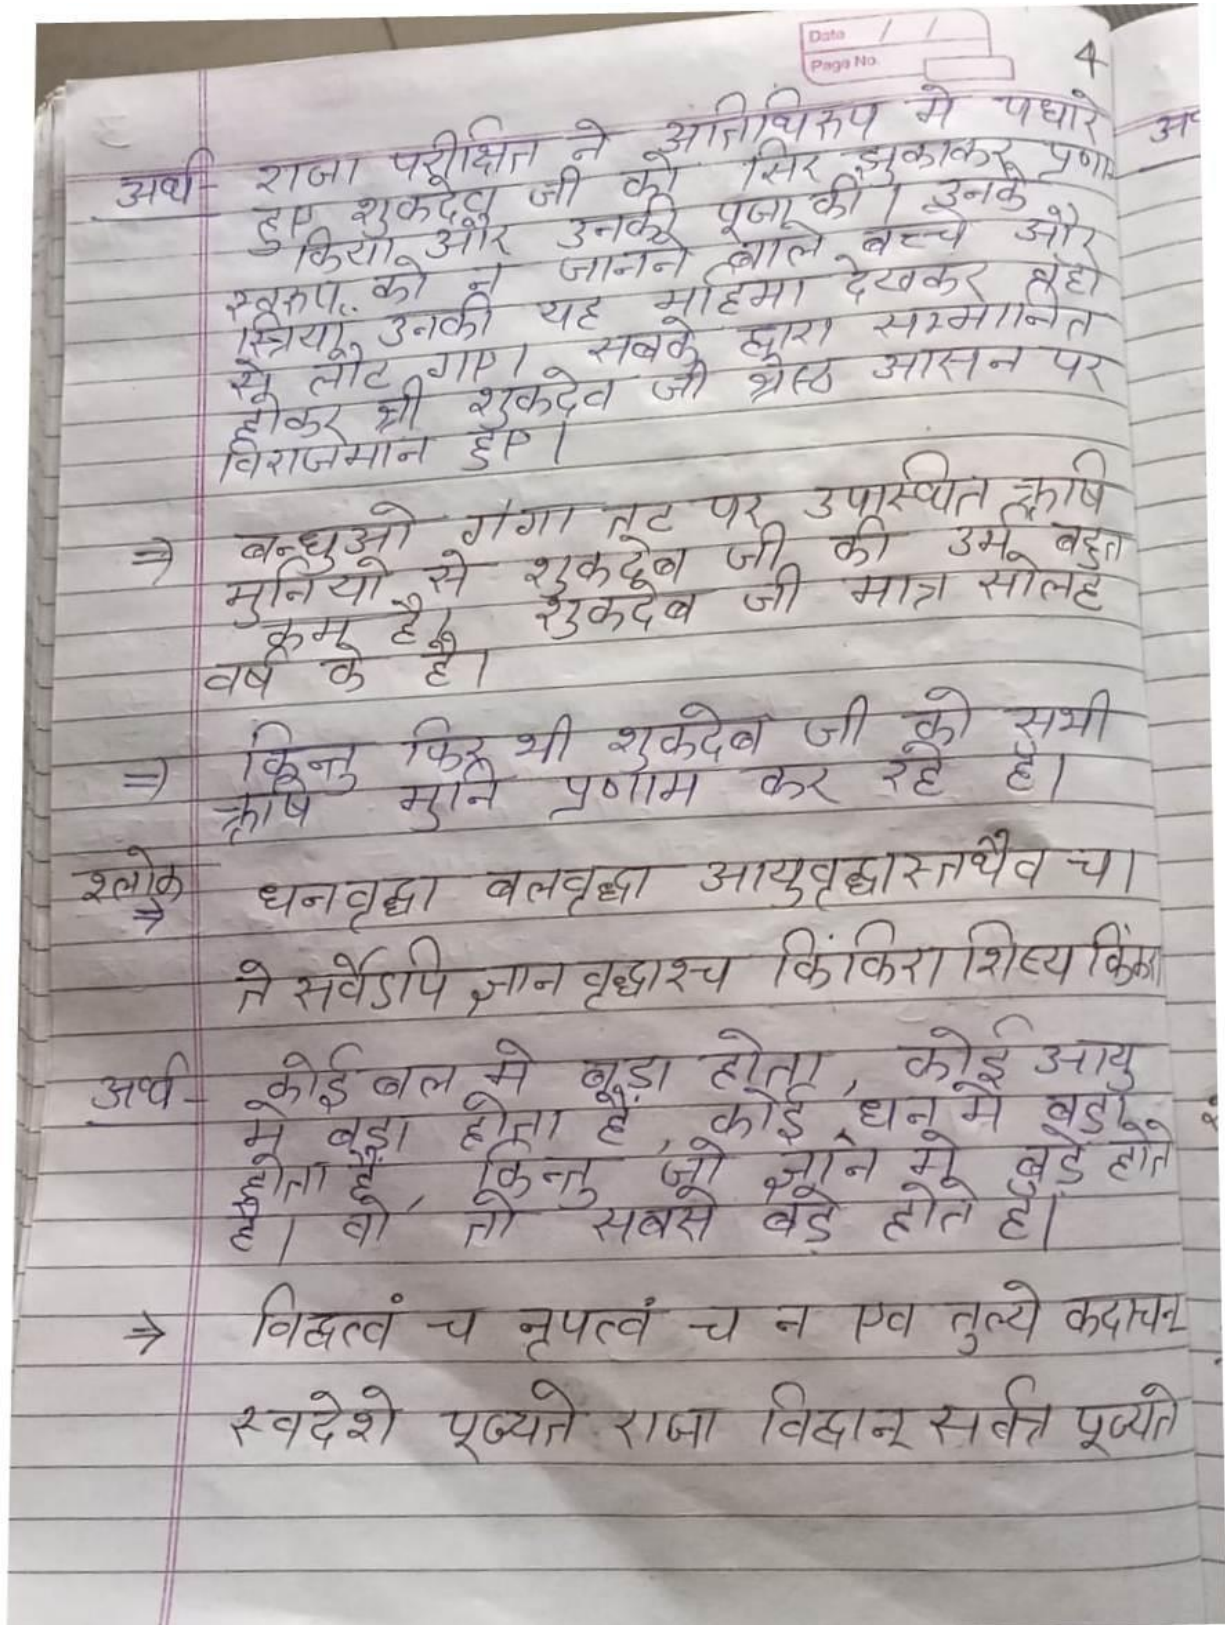 Date / /
Page No.
4
अर्थ- राजा परीक्षित ने अतिथिरुप मे पधारे
हुए शुकदेव जी को सिर झुकाकर प्रणाम
किया और उनकी पूजा की। उनके
स्वरुप को न जानने बाले बच्चे और
स्त्रिया उनकी यह महिमा देखकर वहाँ
से लौट गए। सबके द्वारा सम्मानित
होकर श्री शुकदेव जी श्रेस्ठ आसन पर
विराजमान हुए।
⇒ बन्धुओ गंगा तट पर उपास्थित ऋषि
मुनियो से शुकदेब जी की उम्र बहुत
कम है। शुकदेब जी मात्र सोलह
वर्ष के है।
⇒ किन्तु फिर भी शुकदेब जी को सभी
ऋषि मुनि प्रणाम कर रहे है।
श्लोक ⇒ धनवृद्धा बलवृद्धा आयुवृद्धास्तथैव च।
ते सर्वेऽपि ज्ञान वृद्धाश्च किंकिरा शिष्य किंकरा
अर्थ- कोई बल मे बड़ा होता, कोई आयु
मे बड़ा होता है, कोई धन मे बड़ा
होता है, किन्तु जो ज्ञान मे बड़े होते
है। वो तो सबसे बड़े होते है।
⇒ विद्वत्वं च नृपत्वं च न एव तुल्ये कदाचन
स्वदेशे पूज्यते राजा विद्वान् सर्वत्र पूज्यते